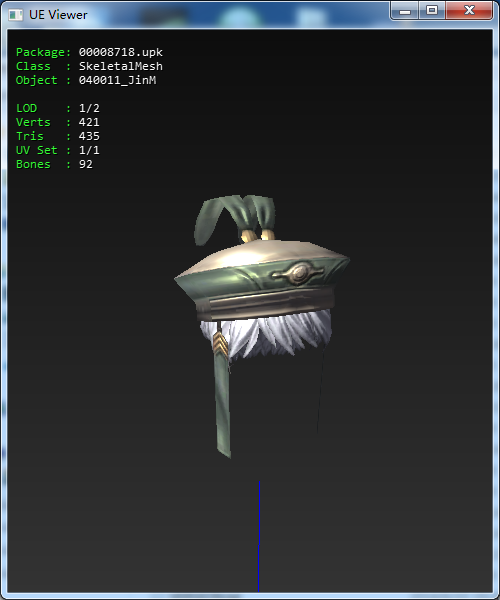 UE Viewer
Package: 00008718.upk
Class : SkeletalMesh
Object : 040011_JinM
LOD : 1/2
Verts : 421
Tris : 435
UV Set : 1/1
Bones : 92